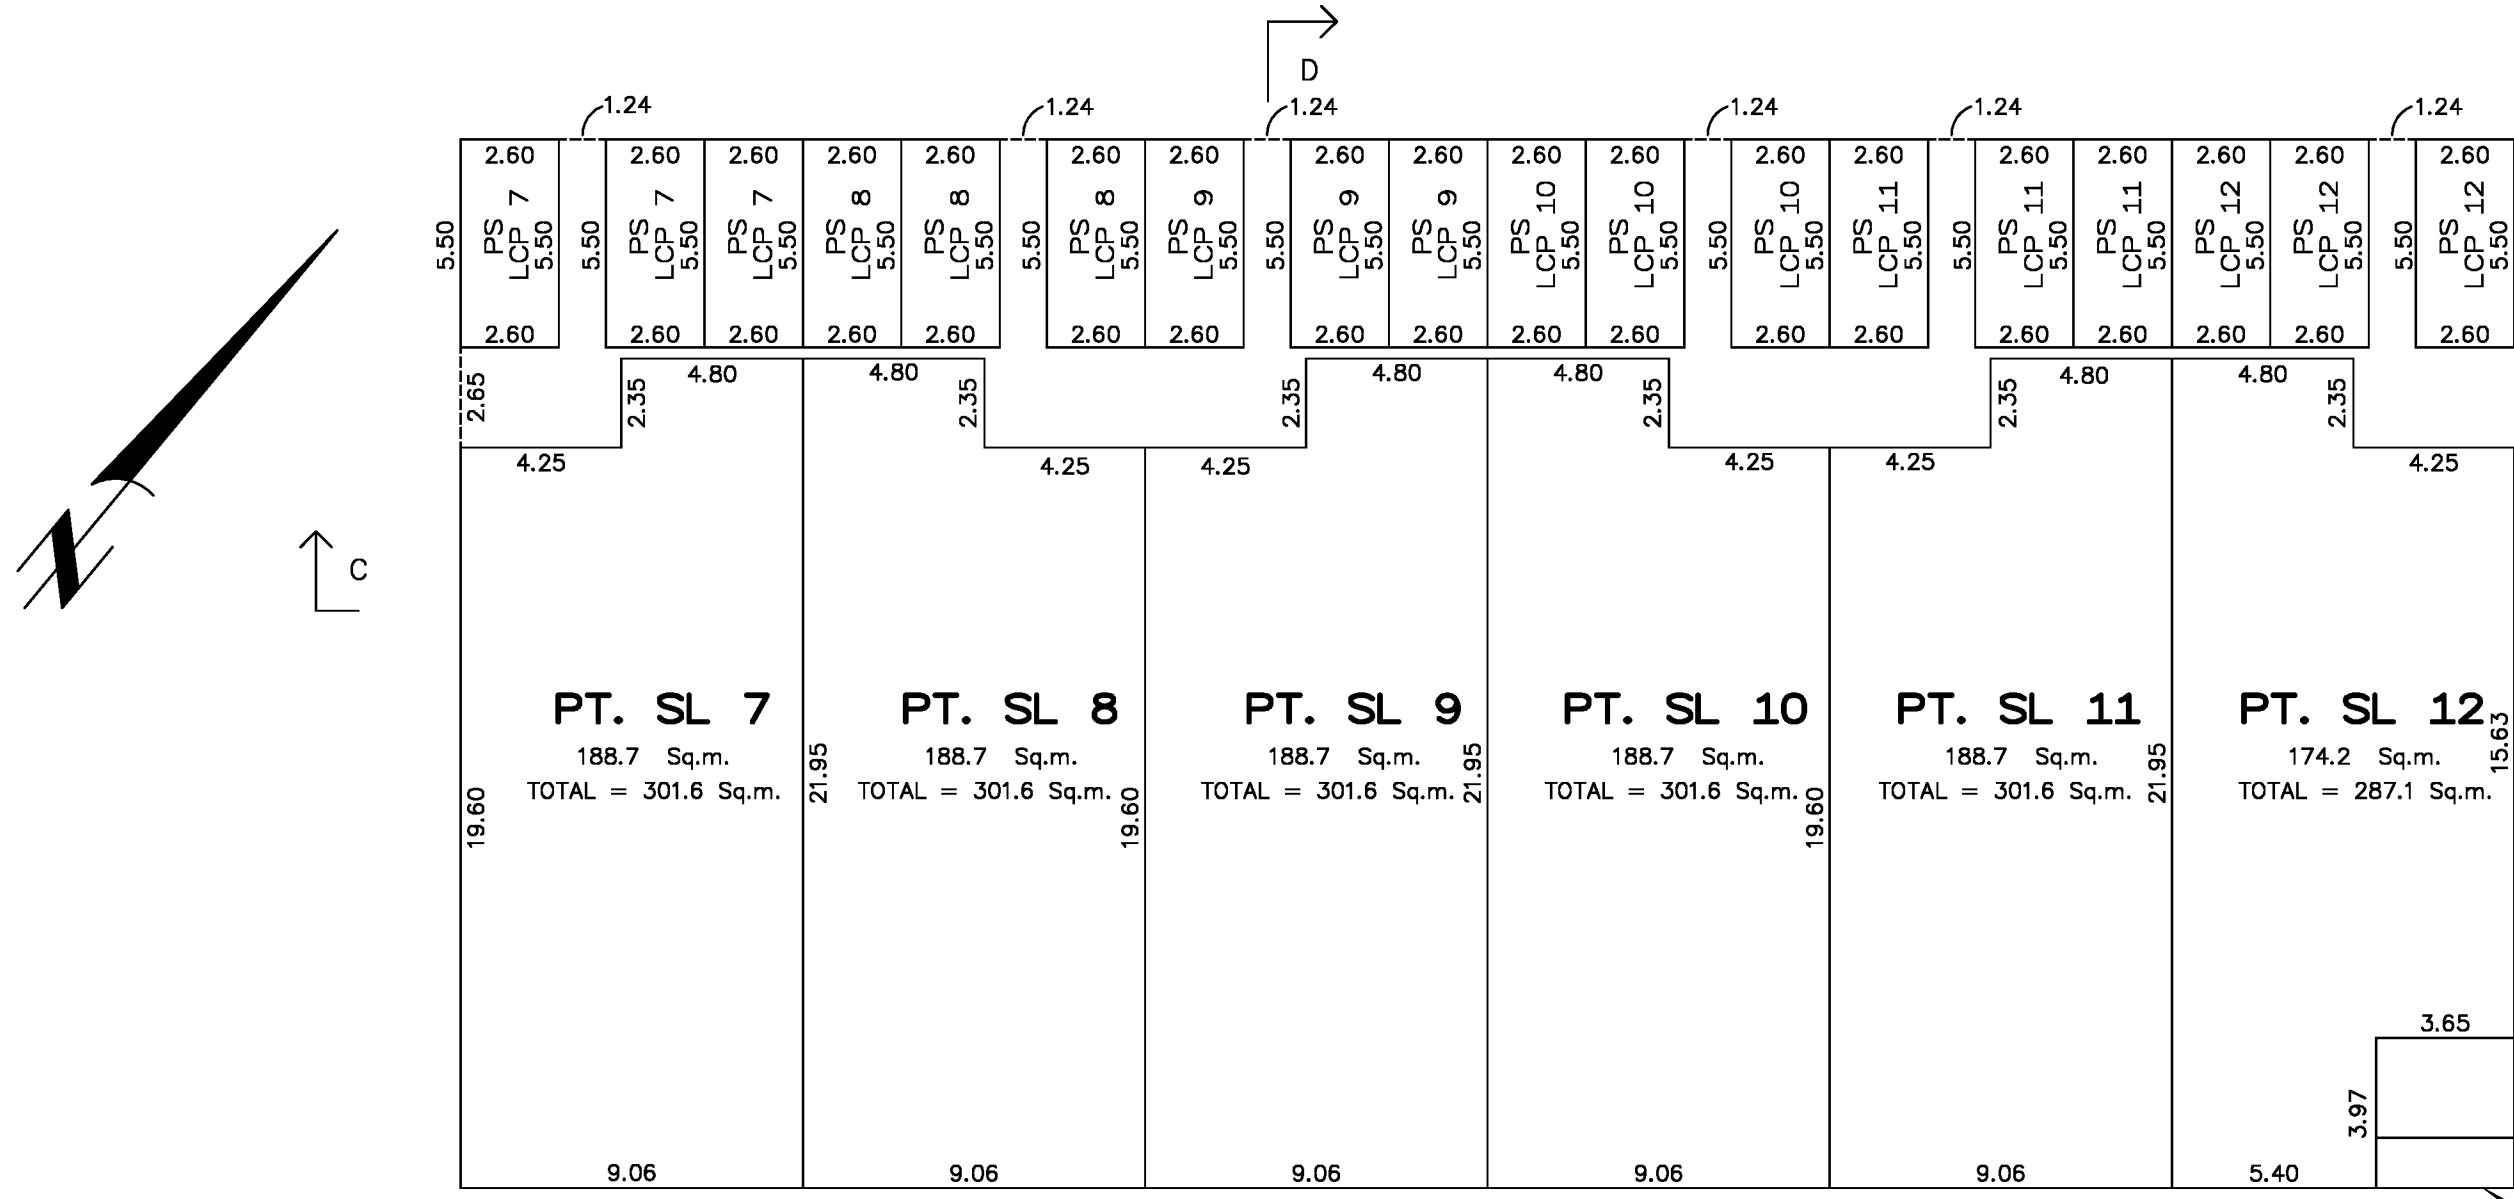 D
1.24 1.24 1.24 1.24 1.24 1.24
2.60 2.60 2.60 2.60 2.60 2.60 2.60 2.60 2.60 2.60 2.60 2.60 2.60 2.60 2.60 2.60 2.60 2.60
5.50
PS
LCP 7
5.50
5.50
PS
LCP 7
5.50
PS
LCP 7
5.50
PS
LCP 8
5.50
PS
LCP 8
5.50
5.50
PS
LCP 8
5.50
PS
LCP 9
5.50
5.50
PS
LCP 9
5.50
PS
LCP 9
5.50
PS
LCP 10
5.50
PS
LCP 10
5.50
PS
LCP 10
5.50
PS
LCP 11
5.50
5.50
PS
LCP 11
5.50
PS
LCP 11
5.50
PS
LCP 12
5.50
PS
LCP 12
5.50
5.50
PS
LCP 12
5.50
2.60 2.60 2.60 2.60 2.60 2.60 2.60 2.60 2.60 2.60 2.60 2.60 2.60 2.60 2.60 2.60 2.60 2.60
2.65
2.35
4.80
4.80
2.35
2.35
4.80
4.80
2.35
2.35
4.80
4.80
2.35
4.25 4.25 4.25 4.25 4.25 4.25
N
C
PT. SL 7
188.7 Sq.m.
TOTAL = 301.6 Sq.m.
19.60
21.95
PT. SL 8
188.7 Sq.m.
TOTAL = 301.6 Sq.m.
19.60
PT. SL 9
188.7 Sq.m.
TOTAL = 301.6 Sq.m.
21.95
PT. SL 10
188.7 Sq.m.
TOTAL = 301.6 Sq.m.
19.60
PT. SL 11
188.7 Sq.m.
TOTAL = 301.6 Sq.m.
21.95
PT. SL 12
174.2 Sq.m.
TOTAL = 287.1 Sq.m.
15.63
3.65
3.97
9.06 9.06 9.06 9.06 9.06 5.40